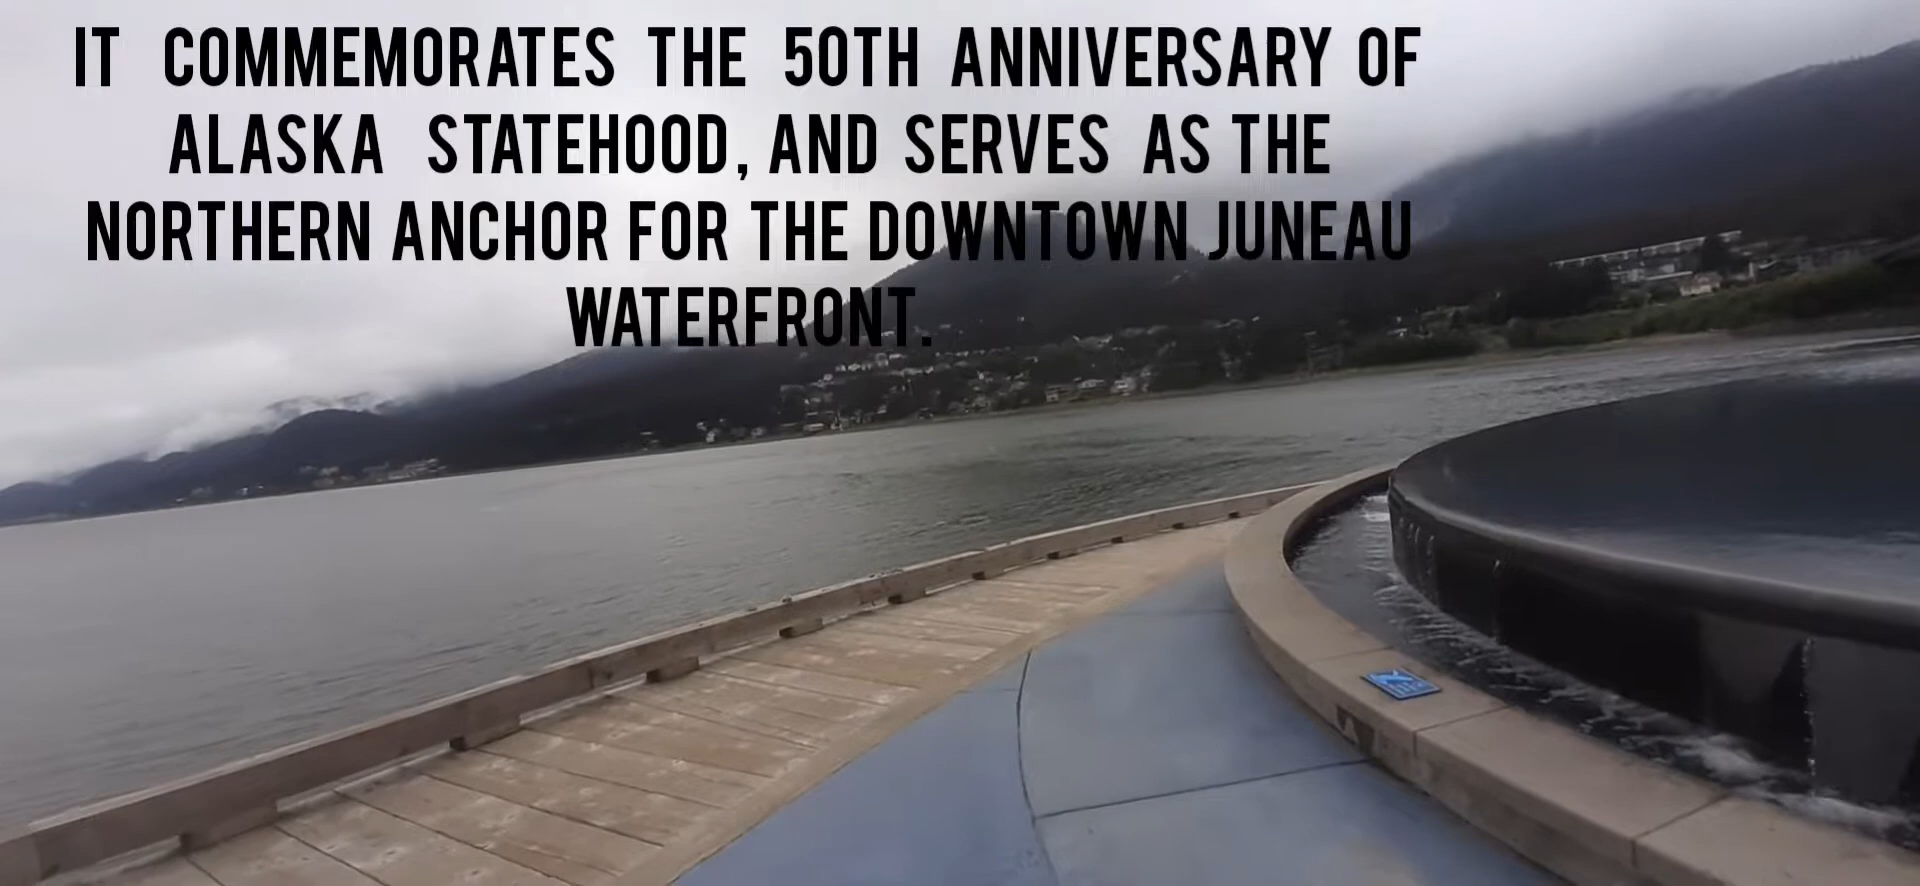 IT COMMEMORATES THE 50TH ANNIVERSARY OF
ALASKA STATEHOOD, AND SERVES AS THE
NORTHERN ANCHOR FOR THE DOWNTOWN JUNEAU
WATERFRONT.